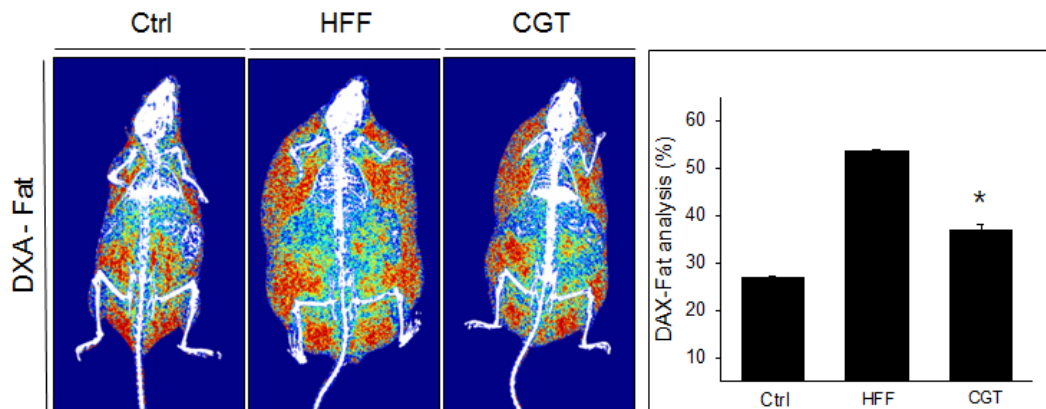 Ctrl HFF CGT
DXA - Fat
DAX-Fat analysis (%)
60
50
40
30
20
10
*
Ctrl HFF CGT